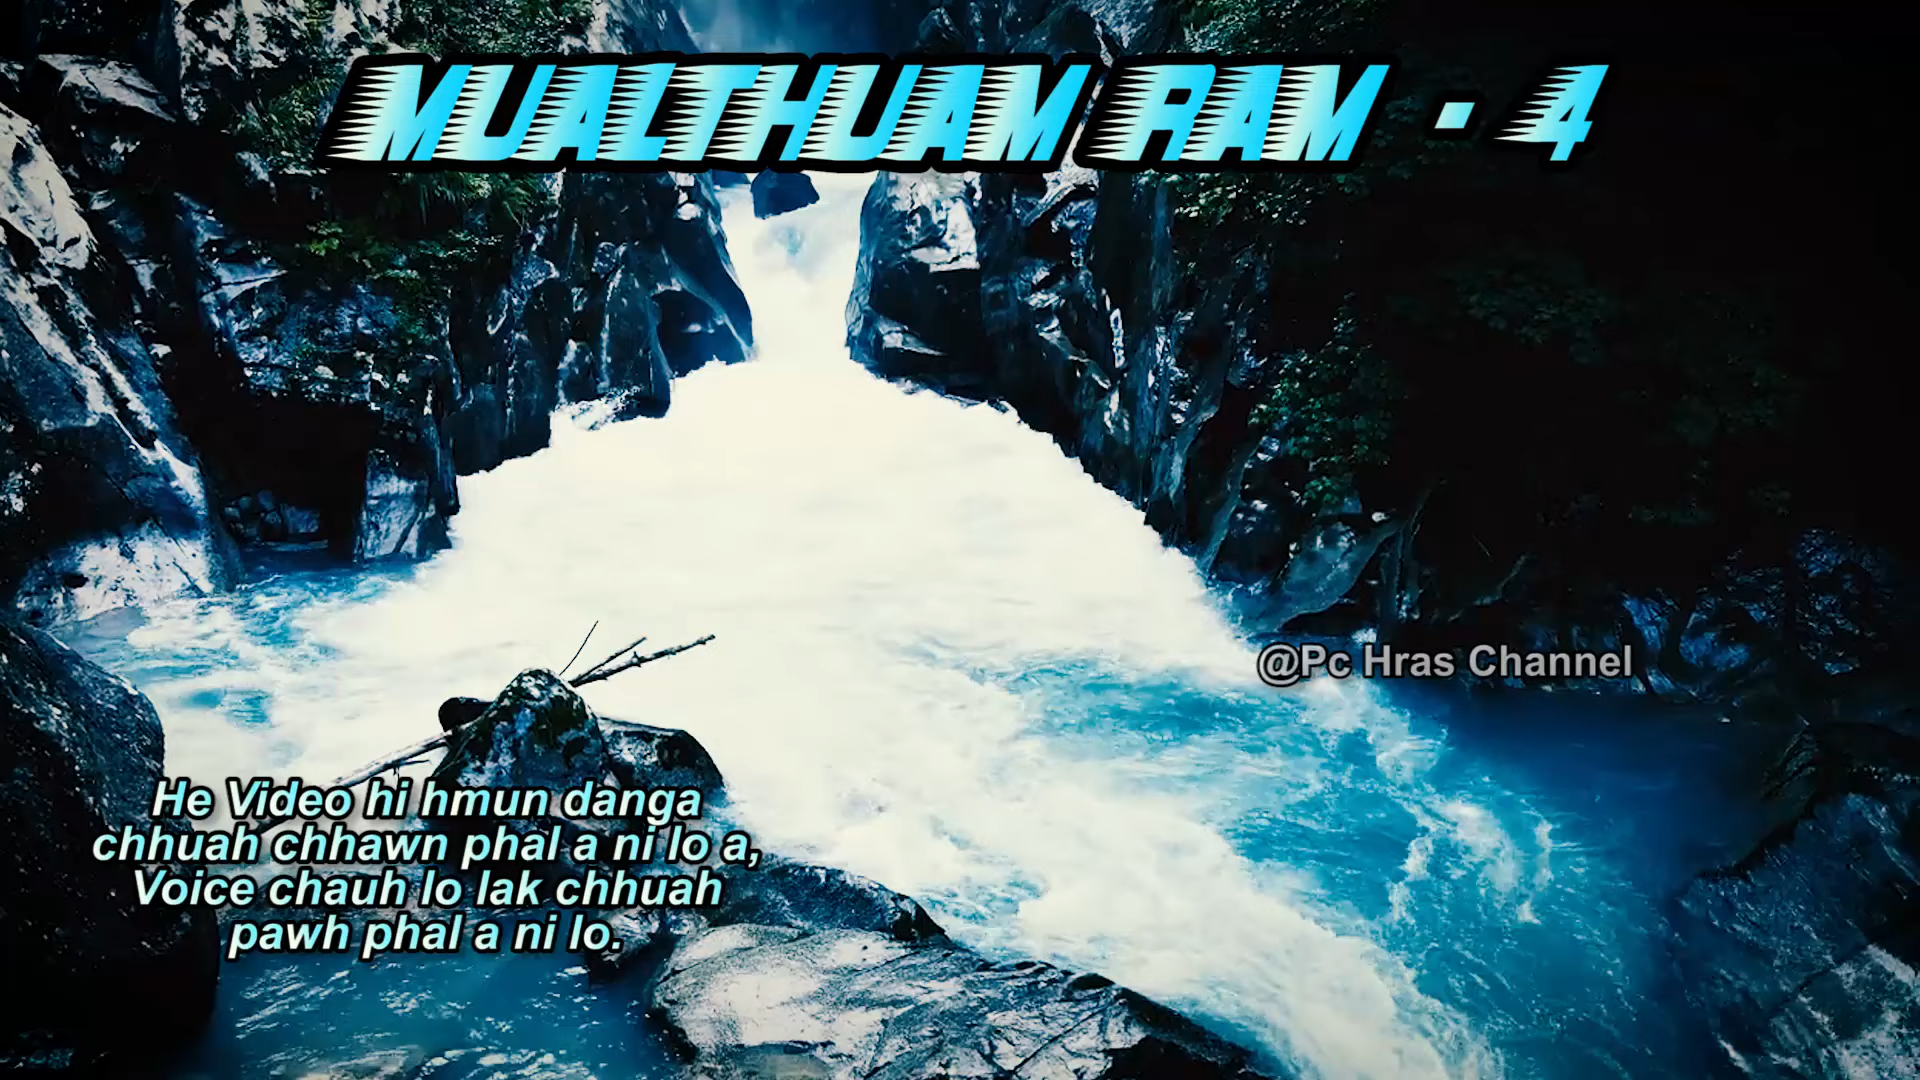 MUALTHUAM RAM - 4
@Pc Hras Channel
He Video hi hmun danga
chhuah chhawn phal a ni lo a,
Voice chauh lo lak chhuah
pawh phal a ni lo.